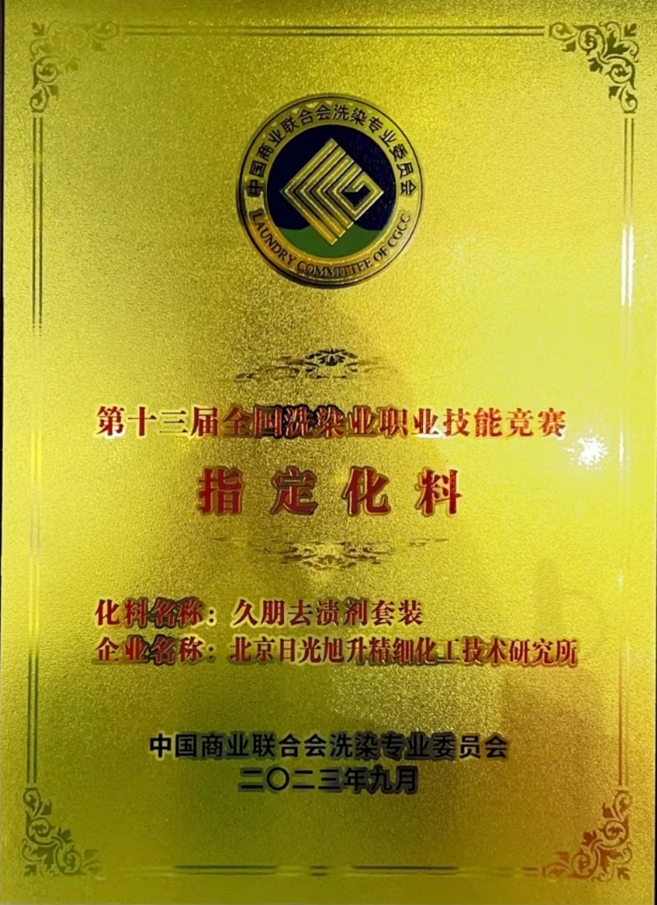 中国商业联合会洗染专业委员会
LAUNDRY COMMITTEE OF CGCC
第十三届全国洗染业职业技能竞赛
指定化料
化料名称：久朋去渍剂套装
企业名称：北京日光旭升精细化工技术研究所
中国商业联合会洗染专业委员会
二〇二三年九月